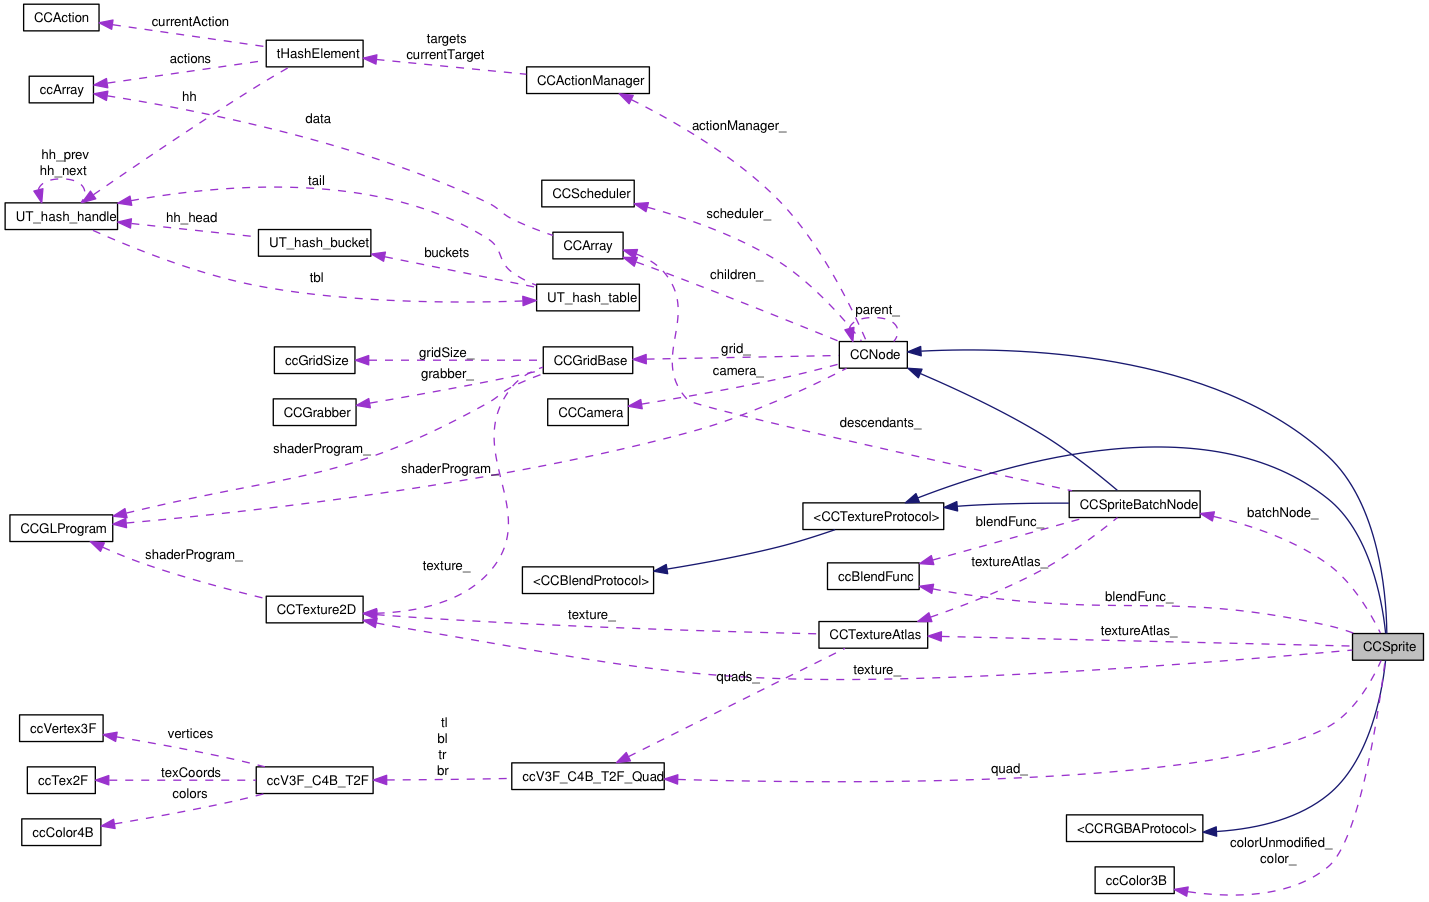 CCAction
currentAction
tHashElement
targets
currentTarget
CCActionManager
actions
ccArray
hh
data
actionManager_
hh_prev
hh_next
tail
CCScheduler
scheduler_
UT_hash_handle
hh_head
UT_hash_bucket
CCArray
buckets
children_
tbl
UT_hash_table
parent_
ccGridSize
gridSize_
CCGridBase
grid_
CCNode
grabber_
camera_
CCGrabber
CCCamera
descendants_
shaderProgram_
shaderProgram_
CCSpriteBatchNode
batchNode_
<CCTextureProtocol>
blendFunc_
CCGLProgram
shaderProgram_
texture_
textureAtlas_
<CCBlendProtocol>
ccBlendFunc
blendFunc_
CCTexture2D
texture_
CCTextureAtlas
textureAtlas_
CCSprite
quads_
texture_
ccVertex3F
vertices
tl
bl
tr
br
ccTex2F
texCoords
ccV3F_C4B_T2F
ccV3F_C4B_T2F_Quad
quad_
colors
ccColor4B
<CCRGBAProtocol>
colorUnmodified_
color_
ccColor3B